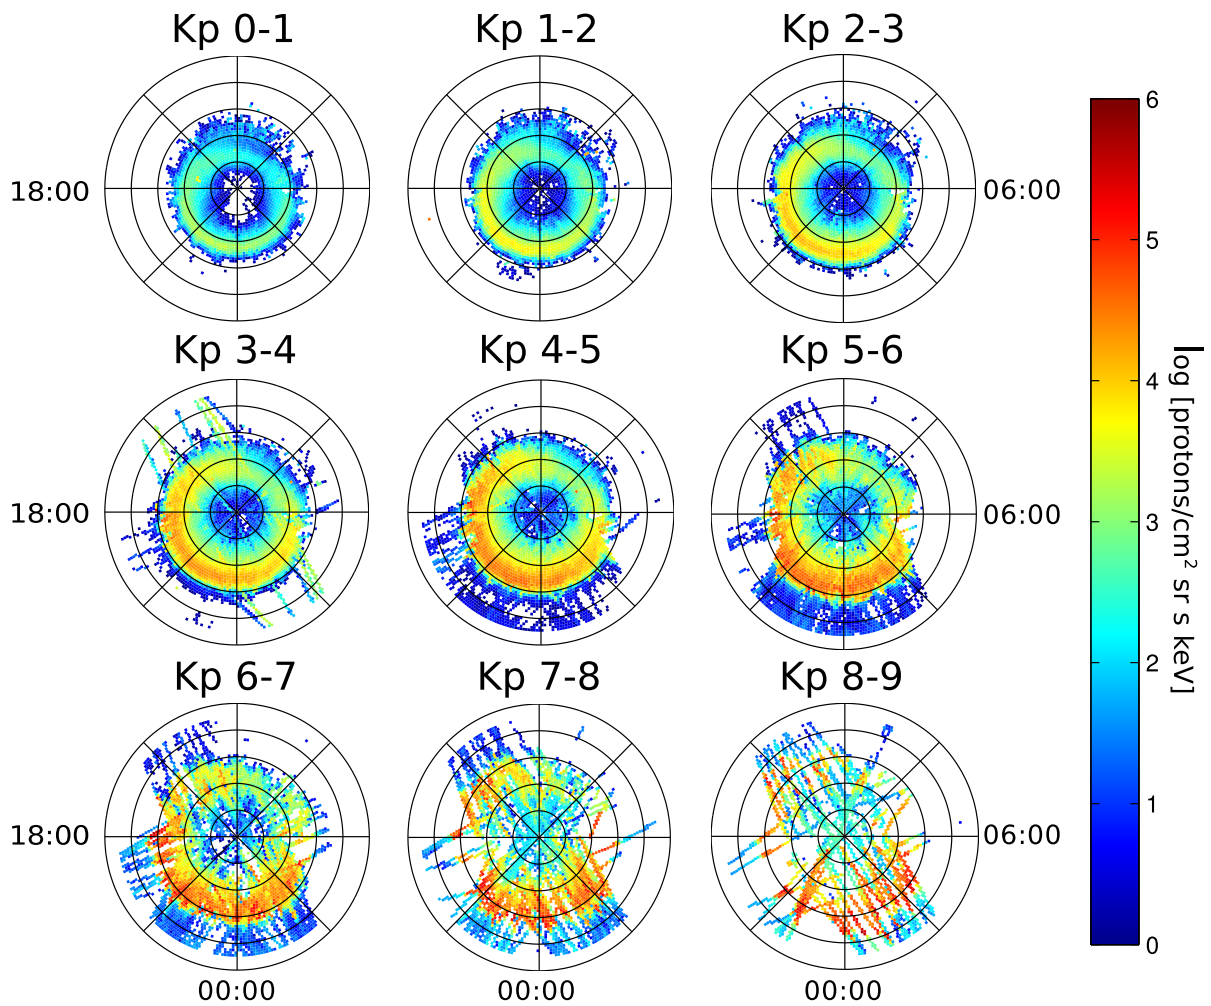 Kp 0-1 Kp 1-2 Kp 2-3
18:00 06:00
Kp 3-4 Kp 4-5 Kp 5-6
18:00 06:00
Kp 6-7 Kp 7-8 Kp 8-9
18:00 06:00
00:00 00:00 00:00
6
5
4
3
2
1
0
log [protons/cm² sr s keV]